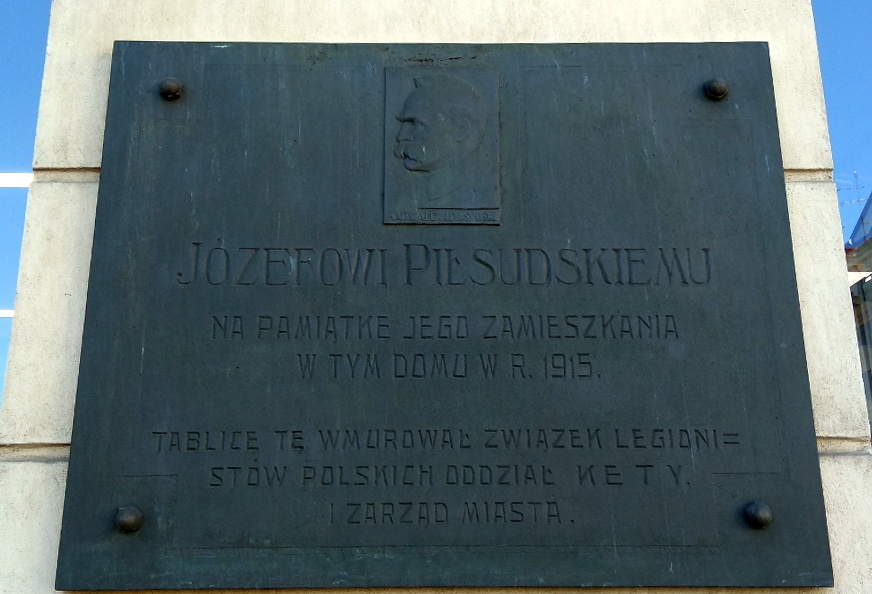 JÓZEFOWI PIŁSUDSKIEMU
NA PAMIĄTKĘ JEGO ZAMIESZKANIA
W TYM DOMU W R. 1915.
TABLICĘ TĘ WMUROWAŁ ZWIĄZEK LEGIONI=
STÓW POLSKICH ODDZIAŁ KĘTY.
I ZARZĄD MIASTA.